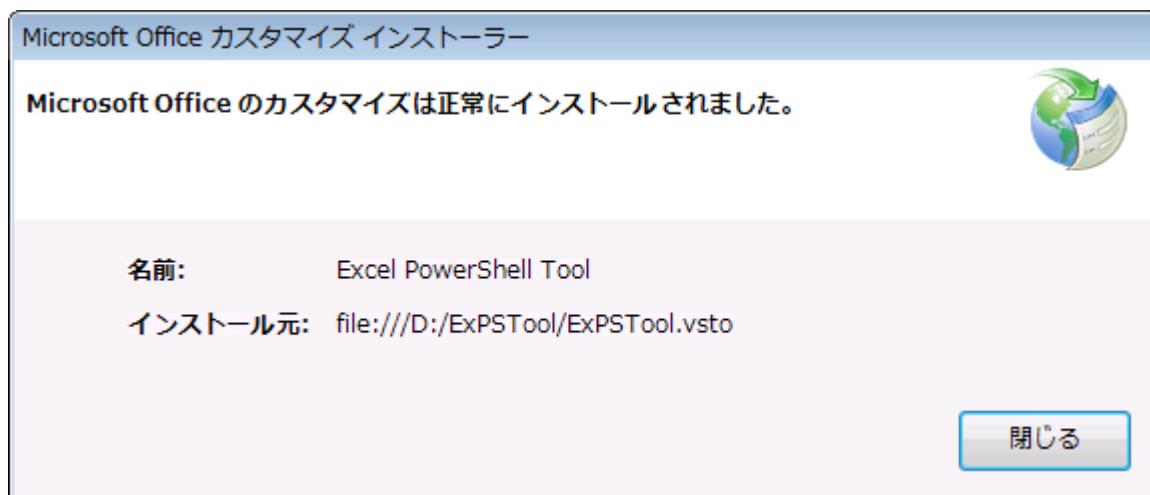 Microsoft Office カスタマイズ インストーラー
Microsoft Office のカスタマイズは正常にインストールされました。
名前: Excel PowerShell Tool
インストール元: file:///D:/ExPSTool/ExPSTool.vsto
閉じる